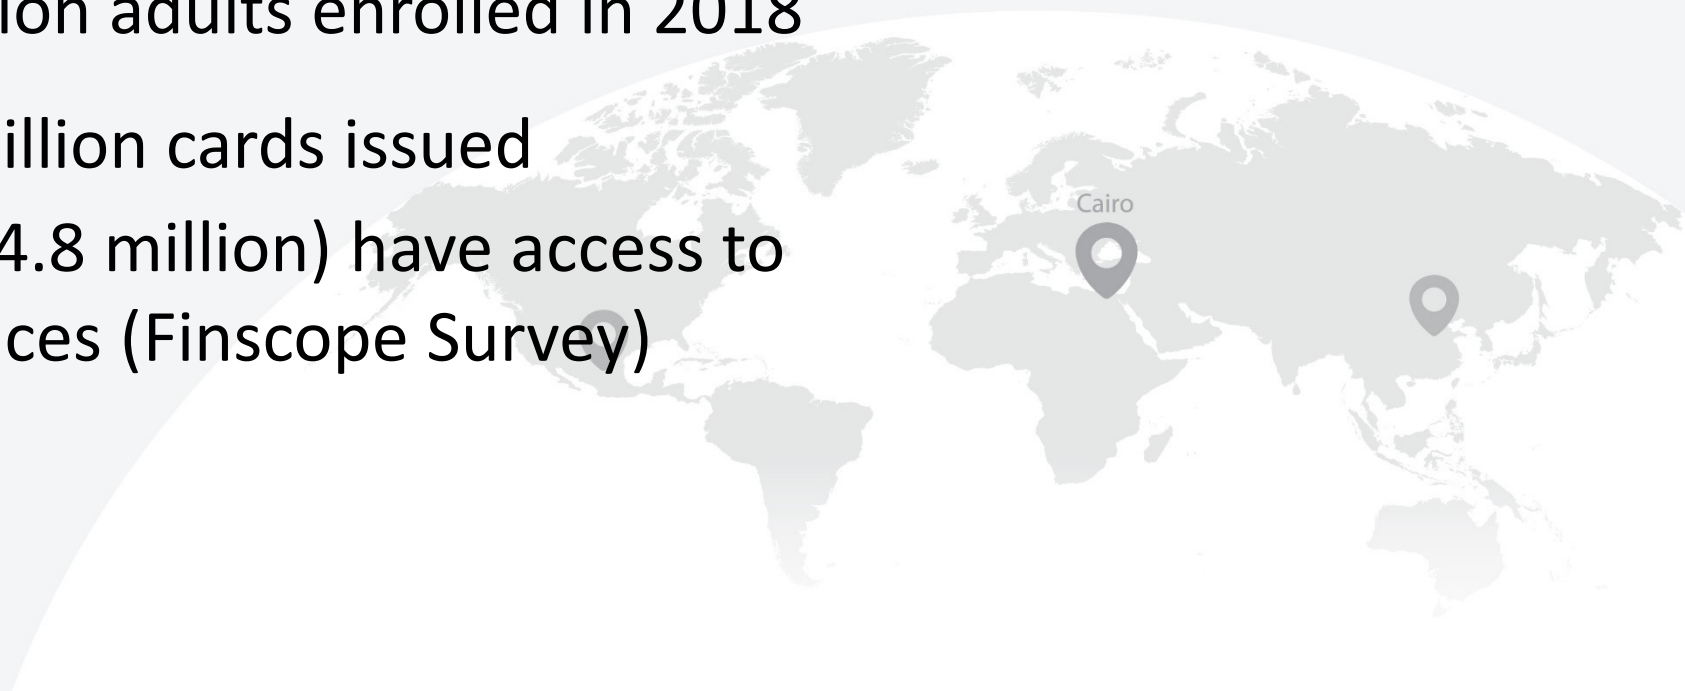 ion adults enrolled in 2018
illion cards issued
4.8 million) have access to
ces (Finscope Survey)
Cairo